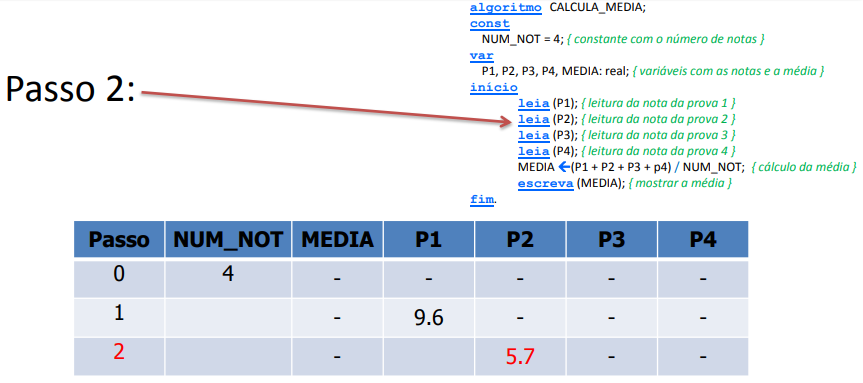 algoritmo CALCULA_MEDIA;
const
NUM_NOT = 4; { constante com o número de notas }
var
P1, P2, P3, P4, MEDIA: real; { variáveis com as notas e a média }
início
leia (P1); { leitura da nota da prova 1 }
leia (P2); { leitura da nota da prova 2 }
leia (P3); { leitura da nota da prova 3 }
leia (P4); { leitura da nota da prova 4 }
MEDIA 🡸(P1 + P2 + P3 + p4) / NUM_NOT; { cálculo da média }
escreva (MEDIA); { mostrar a média }
fim.
Passo 2:
Passo NUM_NOT MEDIA P1 P2 P3 P4
0 4 - - - - -
1 - 9.6 - - -
2 - 5.7 - -